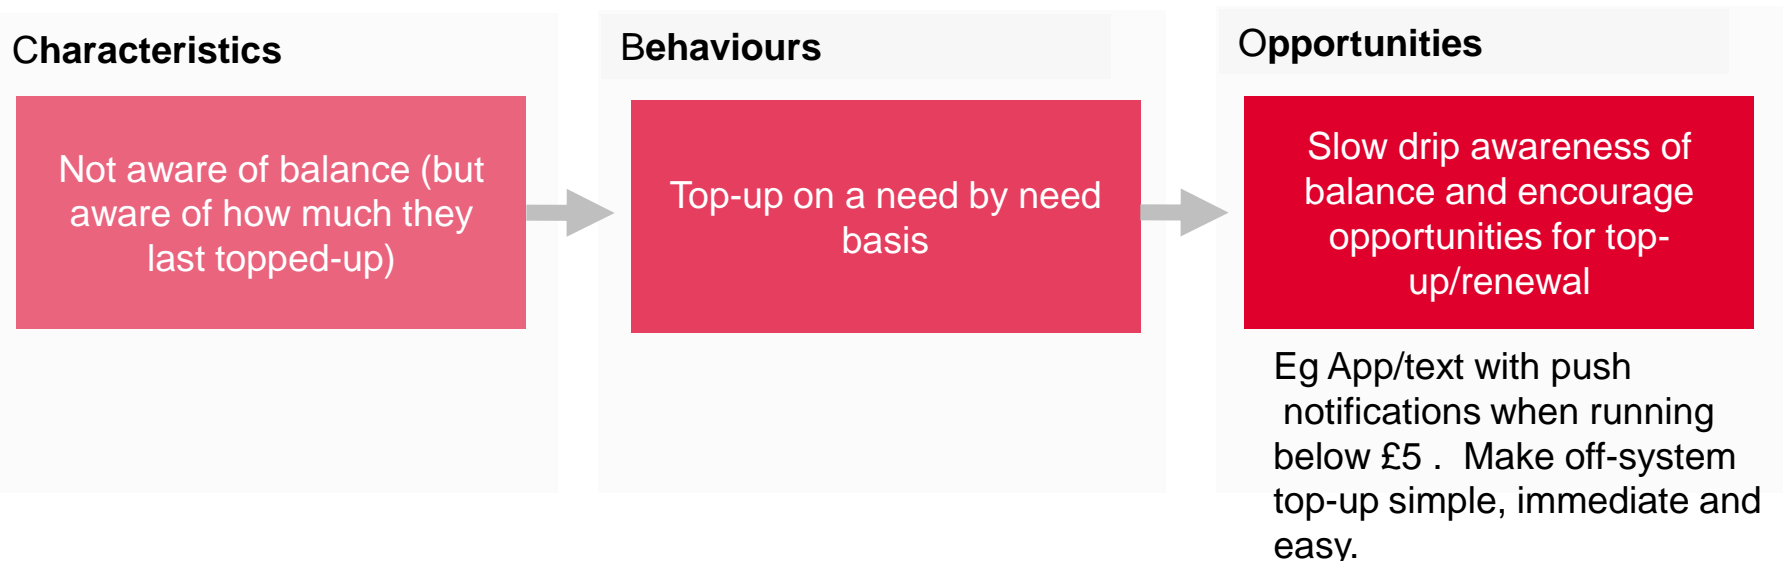 Characteristics
Not aware of balance (but
aware of how much they
last topped-up)
Behaviours
Top-up on a need by need
basis
Opportunities
Slow drip awareness of
balance and encourage
opportunities for top-
up/renewal
Eg App/text with push
notifications when running
below £5 .  Make off-system
top-up simple, immediate and
easy.